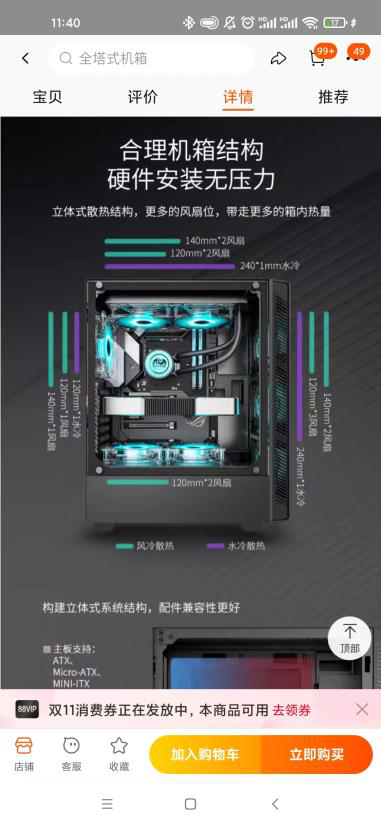 11:40
HD
HD
17
全塔式机箱
99+
49
宝贝
评价
详情
推荐
合理机箱结构
硬件安装无压力
立体式散热结构，更多的风扇位，带走更多的箱内热量
140mm*2风扇
120mm*2风扇
240*1mm水冷
140mm*1风扇
120mm*1风扇
120mm*1水冷
240mm*1水冷
120mm*3风扇
140mm*2风扇
120mm*2风扇
风冷散热
水冷散热
构建立体式系统结构，配件兼容性更好
主板支持：
ATX、
Micro-ATX、
MINI-ITX
顶部
88VIP
双11消费券正在发放中，本商品可用 去领券
店铺
客服
收藏
加入购物车
立即购买